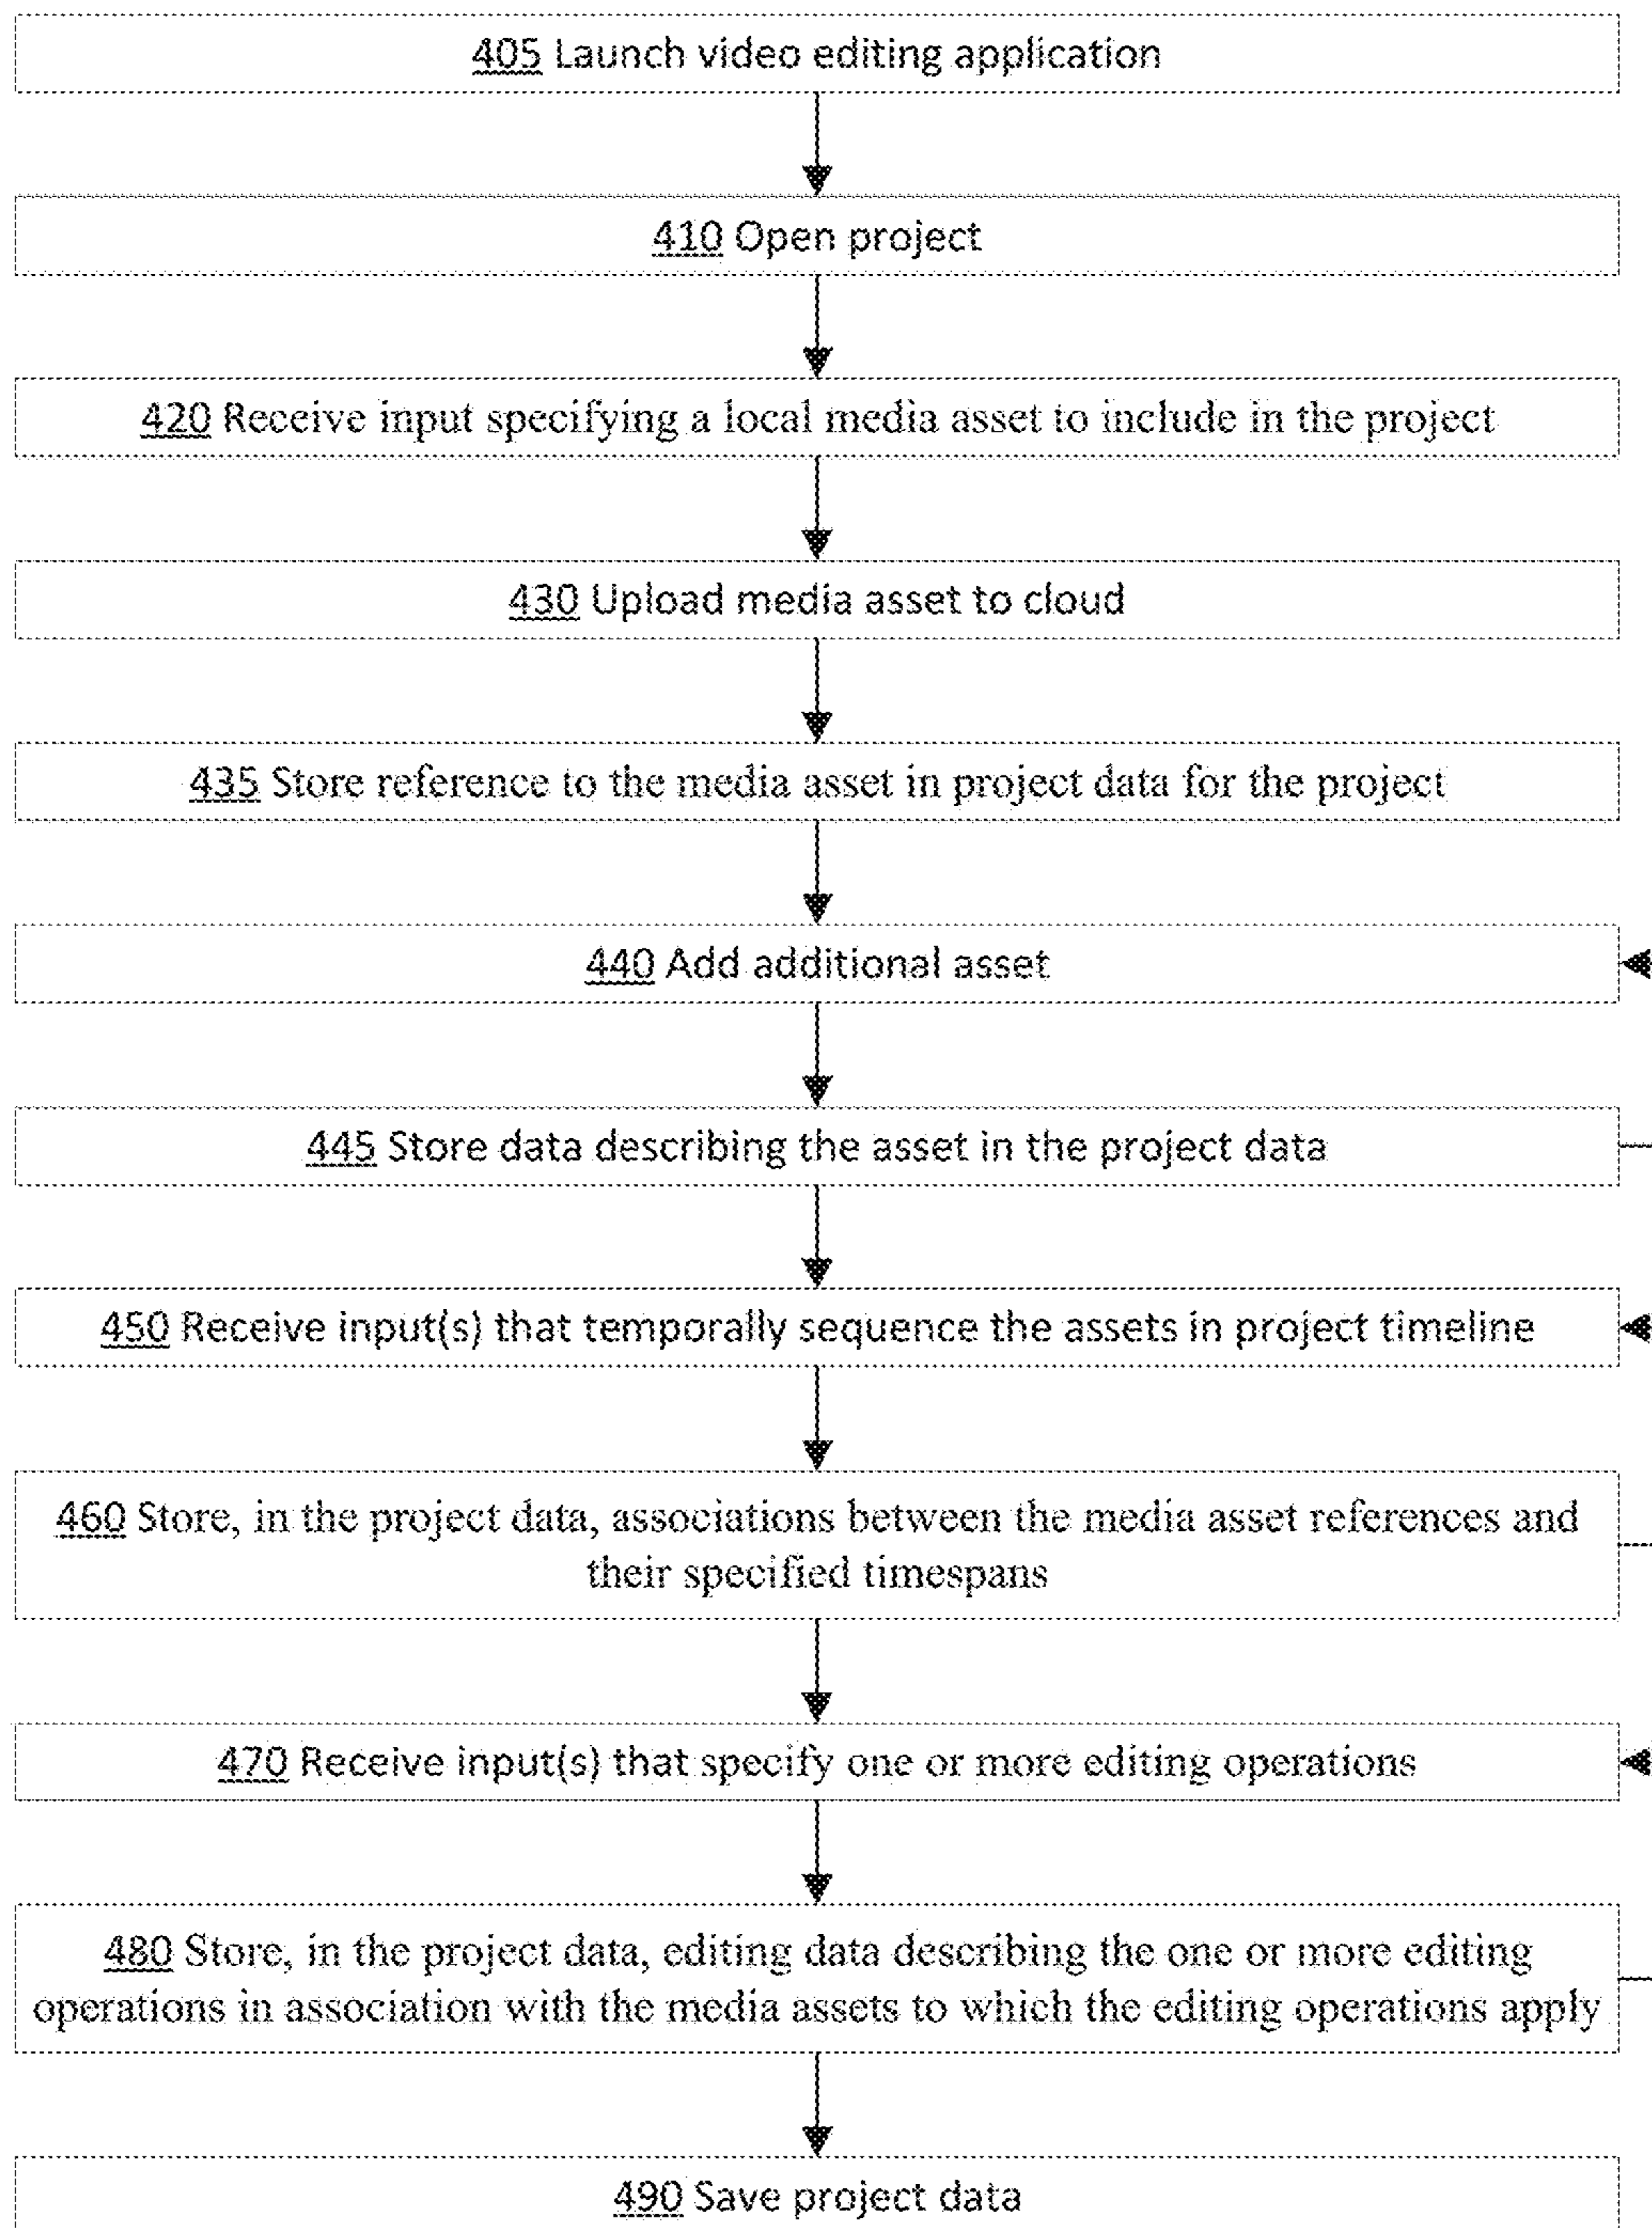 405 Launch video editing application
410 Open project
420 Receive input specifying a local media asset to include in the project
430 Upload media asset to cloud
435 Store reference to the media asset in project data for the project
440 Add additional asset
445 Store data describing the asset in the project data
450 Receive input(s) that temporally sequence the assets in project timeline
460 Store, in the project data, associations between the media asset references and
their specified timespans
470 Receive input(s) that specify one or more editing operations
480 Store, in the project data, editing data describing the one or more editing
operations in association with the media assets to which the editing operations apply
490 Save project data